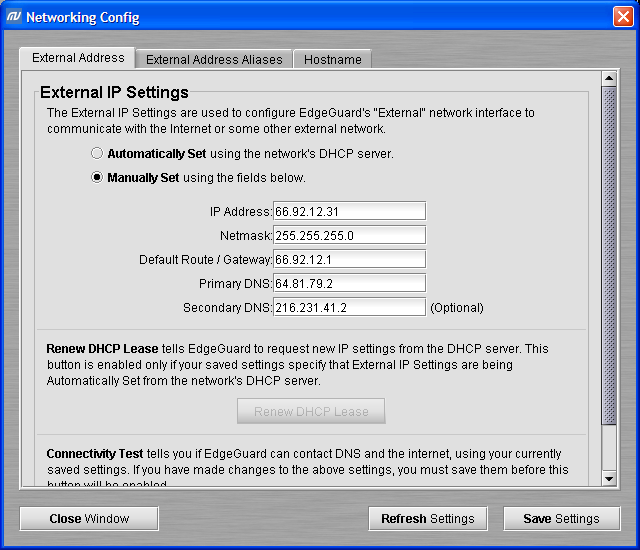 Networking Config
External Address
External Address Aliases
Hostname
External IP Settings
The External IP Settings are used to configure EdgeGuard's "External" network interface to
communicate with the Internet or some other external network.
Automatically Set using the network's DHCP server.
Manually Set using the fields below.
IP Address: 66.92.12.31
Netmask: 255.255.255.0
Default Route / Gateway: 66.92.12.1
Primary DNS: 64.81.79.2
Secondary DNS: 216.231.41.2 (Optional)
Renew DHCP Lease tells EdgeGuard to request new IP settings from the DHCP server. This
button is enabled only if your saved settings specify that External IP Settings are being
Automatically Set from the network's DHCP server.
Renew DHCP Lease
Connectivity Test tells you if EdgeGuard can contact DNS and the internet, using your currently
saved settings. If you have made changes to the above settings, you must save them before this
button will be enabled.
Close Window
Refresh Settings
Save Settings